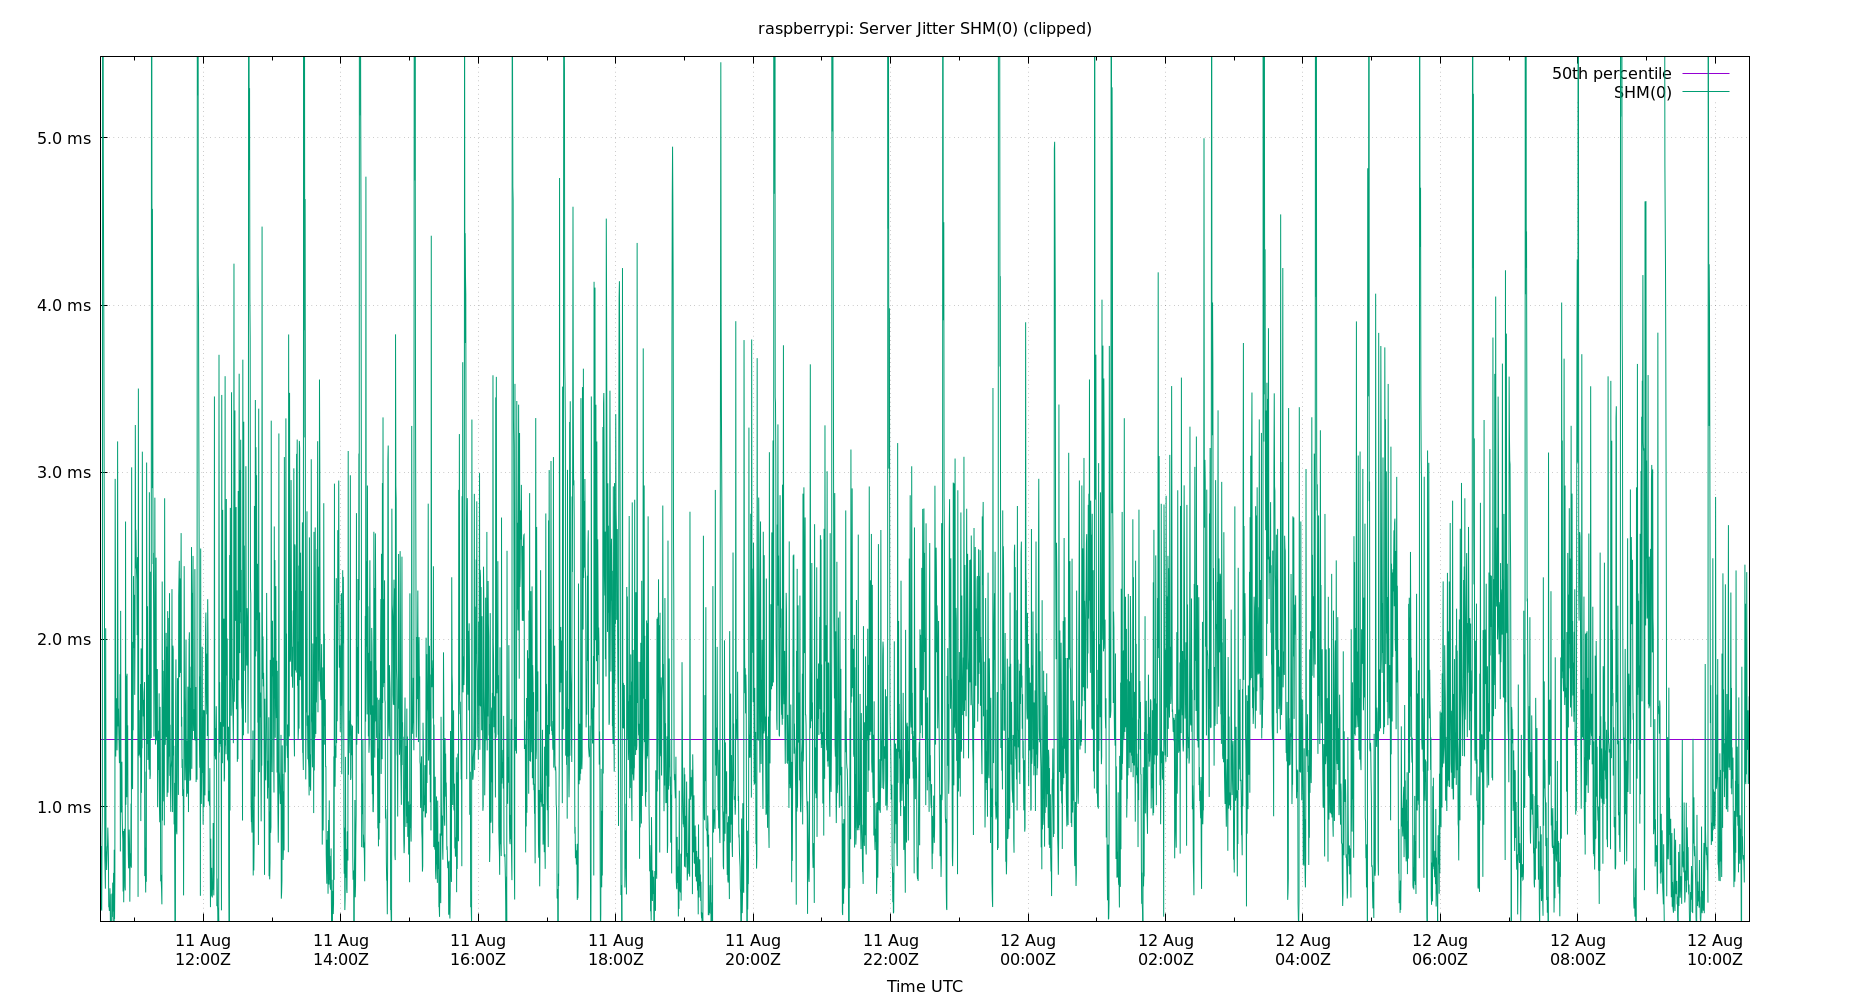 raspberrypi: Server Jitter SHM(0) (clipped)
50th percentile
SHM(0)
5.0 ms
4.0 ms
3.0 ms
2.0 ms
1.0 ms
11 Aug 11 Aug 11 Aug 11 Aug 11 Aug 11 Aug 12 Aug 12 Aug 12 Aug 12 Aug 12 Aug 12 Aug
12:00Z 14:00Z 16:00Z 18:00Z 20:00Z 22:00Z 00:00Z 02:00Z 04:00Z 06:00Z 08:00Z 10:00Z
Time UTC